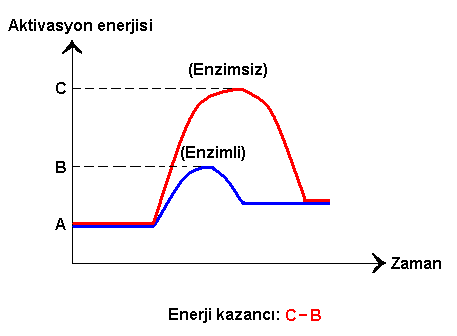 Aktivasyon enerjisi
C
(Enzimsiz)
B
(Enzimli)
A
Zaman
Enerji kazancı: C-B